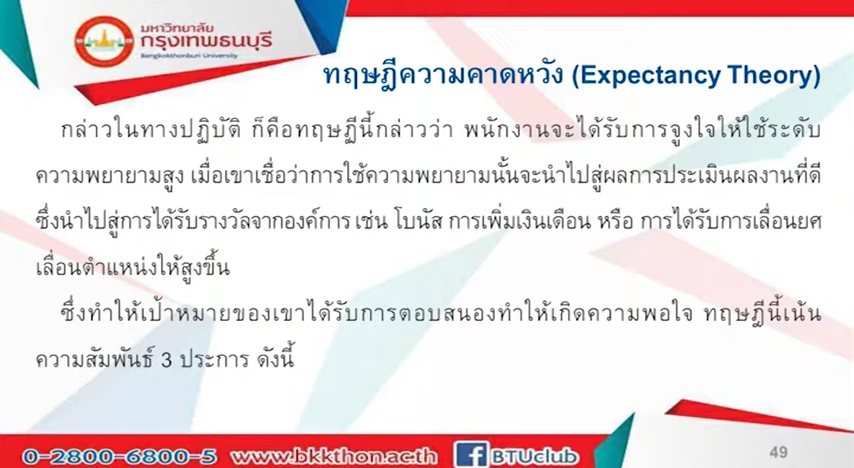 มหาวิทยาลัย
กรุงเทพธนบุรี
Bangkokthonburi University
ทฤษฎีความคาดหวัง (Expectancy Theory)
กล่าวในทางปฏิบัติ ก็คือทฤษฏีนี้กล่าวว่า พนักงานจะได้รับการจูงใจให้ใช้ระดับ
ความพยายามสูง เมื่อเขาเชื่อว่าการใช้ความพยายามนั้นจะนำไปสู่ผลการประเมินผลงานที่ดี
ซึ่งนำไปสู่การได้รับรางวัลจากองค์การ เช่น โบนัส การเพิ่มเงินเดือน หรือ การได้รับการเลื่อนยศ
เลื่อนตำแหน่งให้สูงขึ้น
ซึ่งทำให้เป้าหมายของเขาได้รับการตอบสนองทำให้เกิดความพอใจ ทฤษฎีนี้เน้น
ความสัมพันธ์ 3 ประการ ดังนี้
0-2800-6800-5 www.bkkthon.ac.th f BTUclub
49